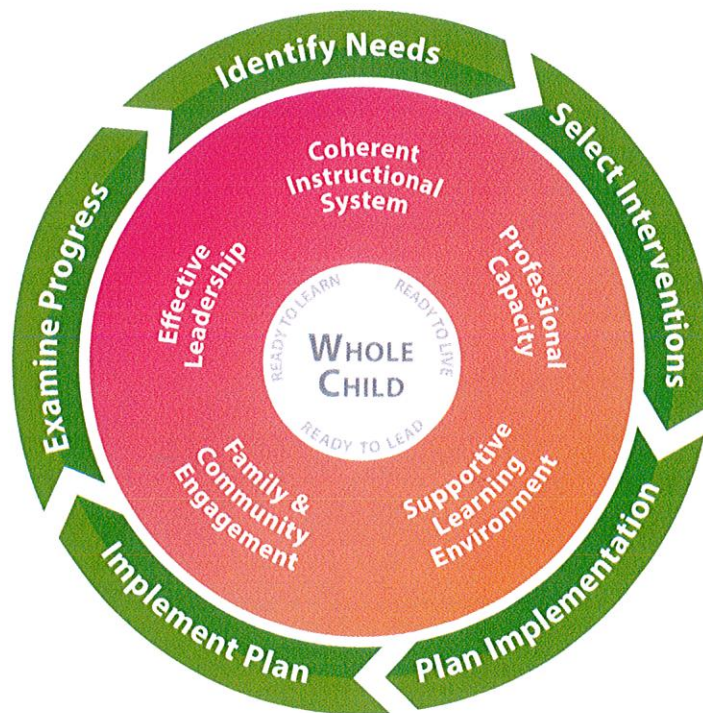 Identify Needs
Select Interventions
Plan Implementation
Implement Plan
Examine Progress
Coherent
Instructional
System
Professional
Capacity
Supportive
Learning
Environment
Family &
Community
Engagement
Effective
Leadership
READY TO LEARN
READY TO LIVE
READY TO LEAD
WHOLE
CHILD